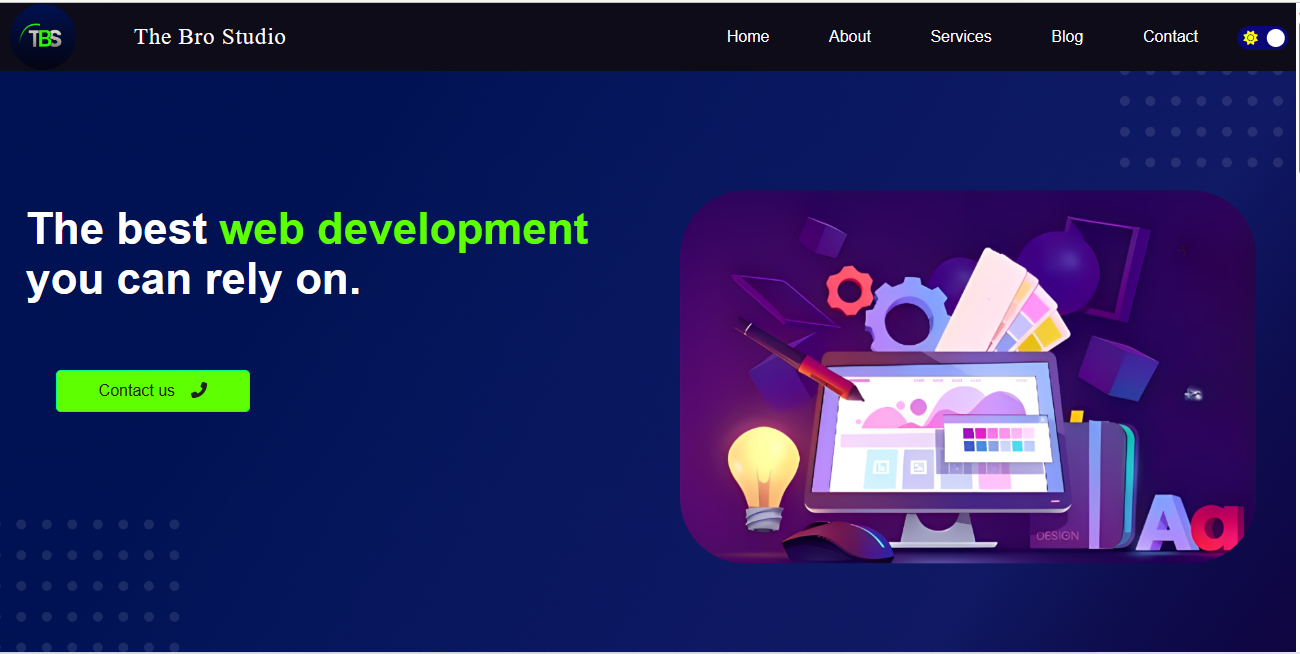 TBS
The Bro Studio
Home
About
Services
Blog
Contact
The best web development
you can rely on.
Contact us
DESIGN
Aa